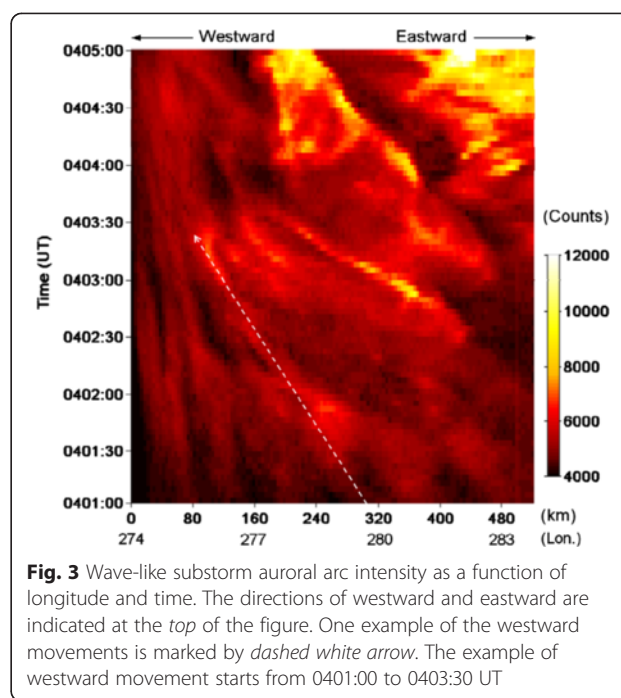 Westward Eastward
0405:00
0404:30
0404:00
0403:30
0403:00
0402:30
0402:00
0401:30
0401:00
Time (UT)
(Counts)
12000
10000
8000
6000
4000
0 80 160 240 320 400 480 (km)
274 277 280 283 (Lon.)
Fig. 3 Wave-like substorm auroral arc intensity as a function of
longitude and time. The directions of westward and eastward are
indicated at the top of the figure. One example of the westward
movements is marked by dashed white arrow. The example of
westward movement starts from 0401:00 to 0403:30 UT